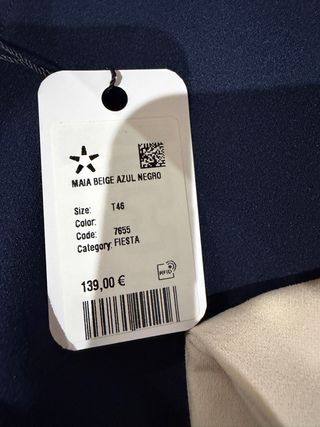 MAIA BEIGE AZUL NEGRO
Size: T46
Color:
Code: 7655
Category: FIESTA
139,00 €
RFID